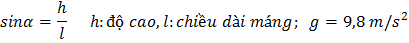 sinα = h/l   h: độ cao, l: chiều dài máng;   g = 9,8 m/s²